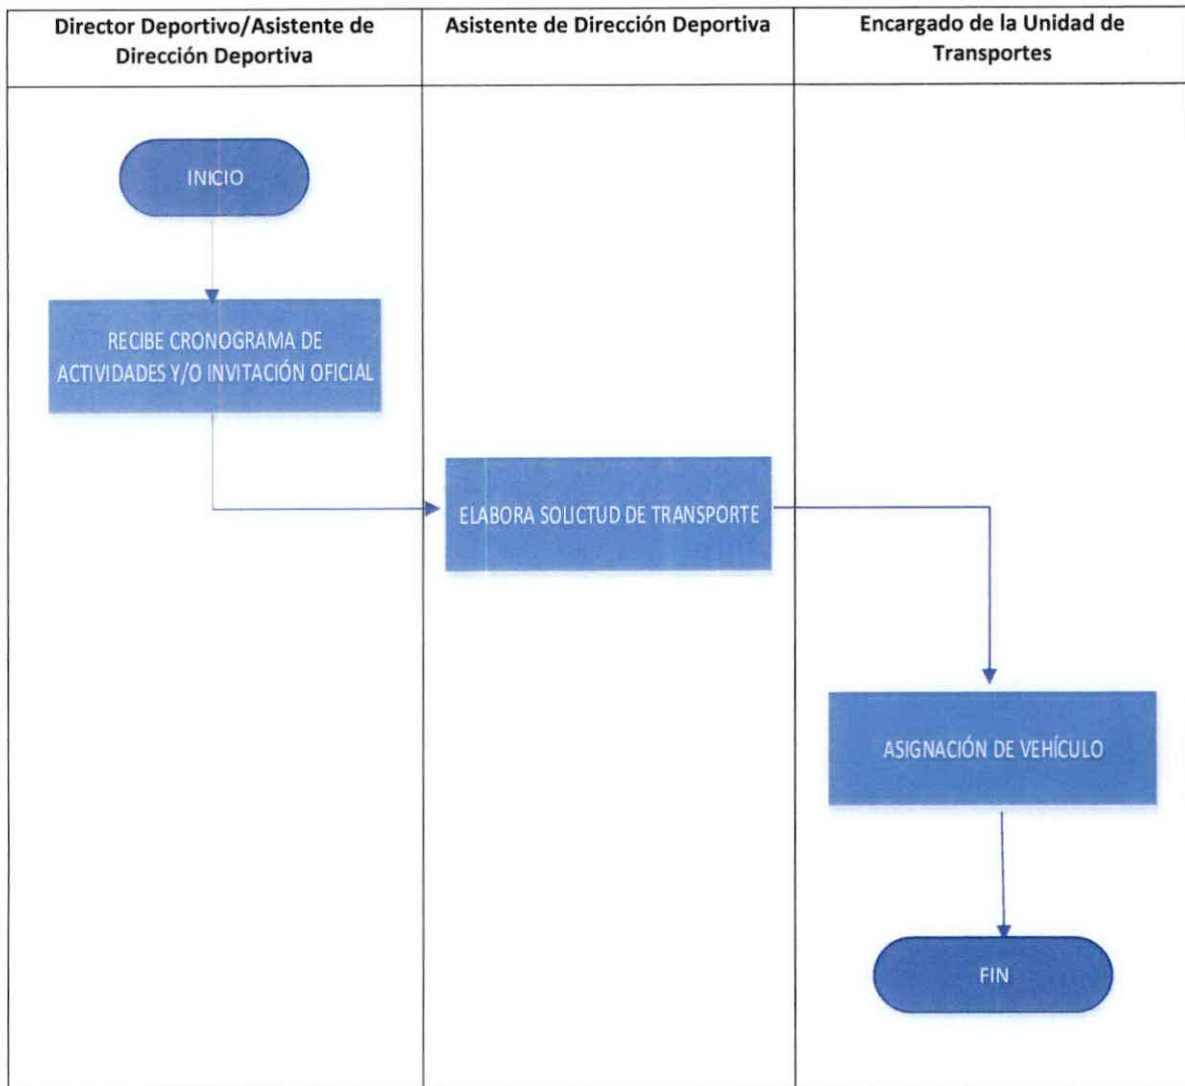 Director Deportivo/Asistente de
Dirección Deportiva
Asistente de Dirección Deportiva
Encargado de la Unidad de
Transportes
INICIO
RECIBE CRONOGRAMA DE
ACTIVIDADES Y/O INVITACIÓN OFICIAL
ELABORA SOLICTUD DE TRANSPORTE
ASIGNACIÓN DE VEHÍCULO
FIN